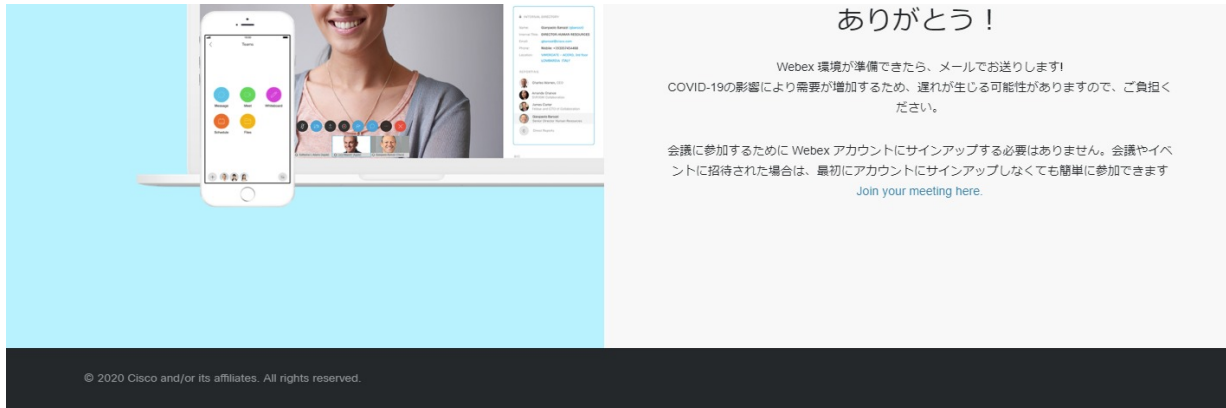 Teams
Message
Meet
Whiteboard
Schedule
Files
ありがとう！
Webex 環境が準備できたら、メールでお送りします!
COVID-19の影響により需要が増加するため、遅れが生じる可能性がありますので、ご負担く
ださい。
会議に参加するために Webex アカウントにサインアップする必要はありません。会議やイベ
ントに招待された場合は、最初にアカウントにサインアップしなくても簡単に参加できます
Join your meeting here.
© 2020 Cisco and/or its affiliates. All rights reserved.